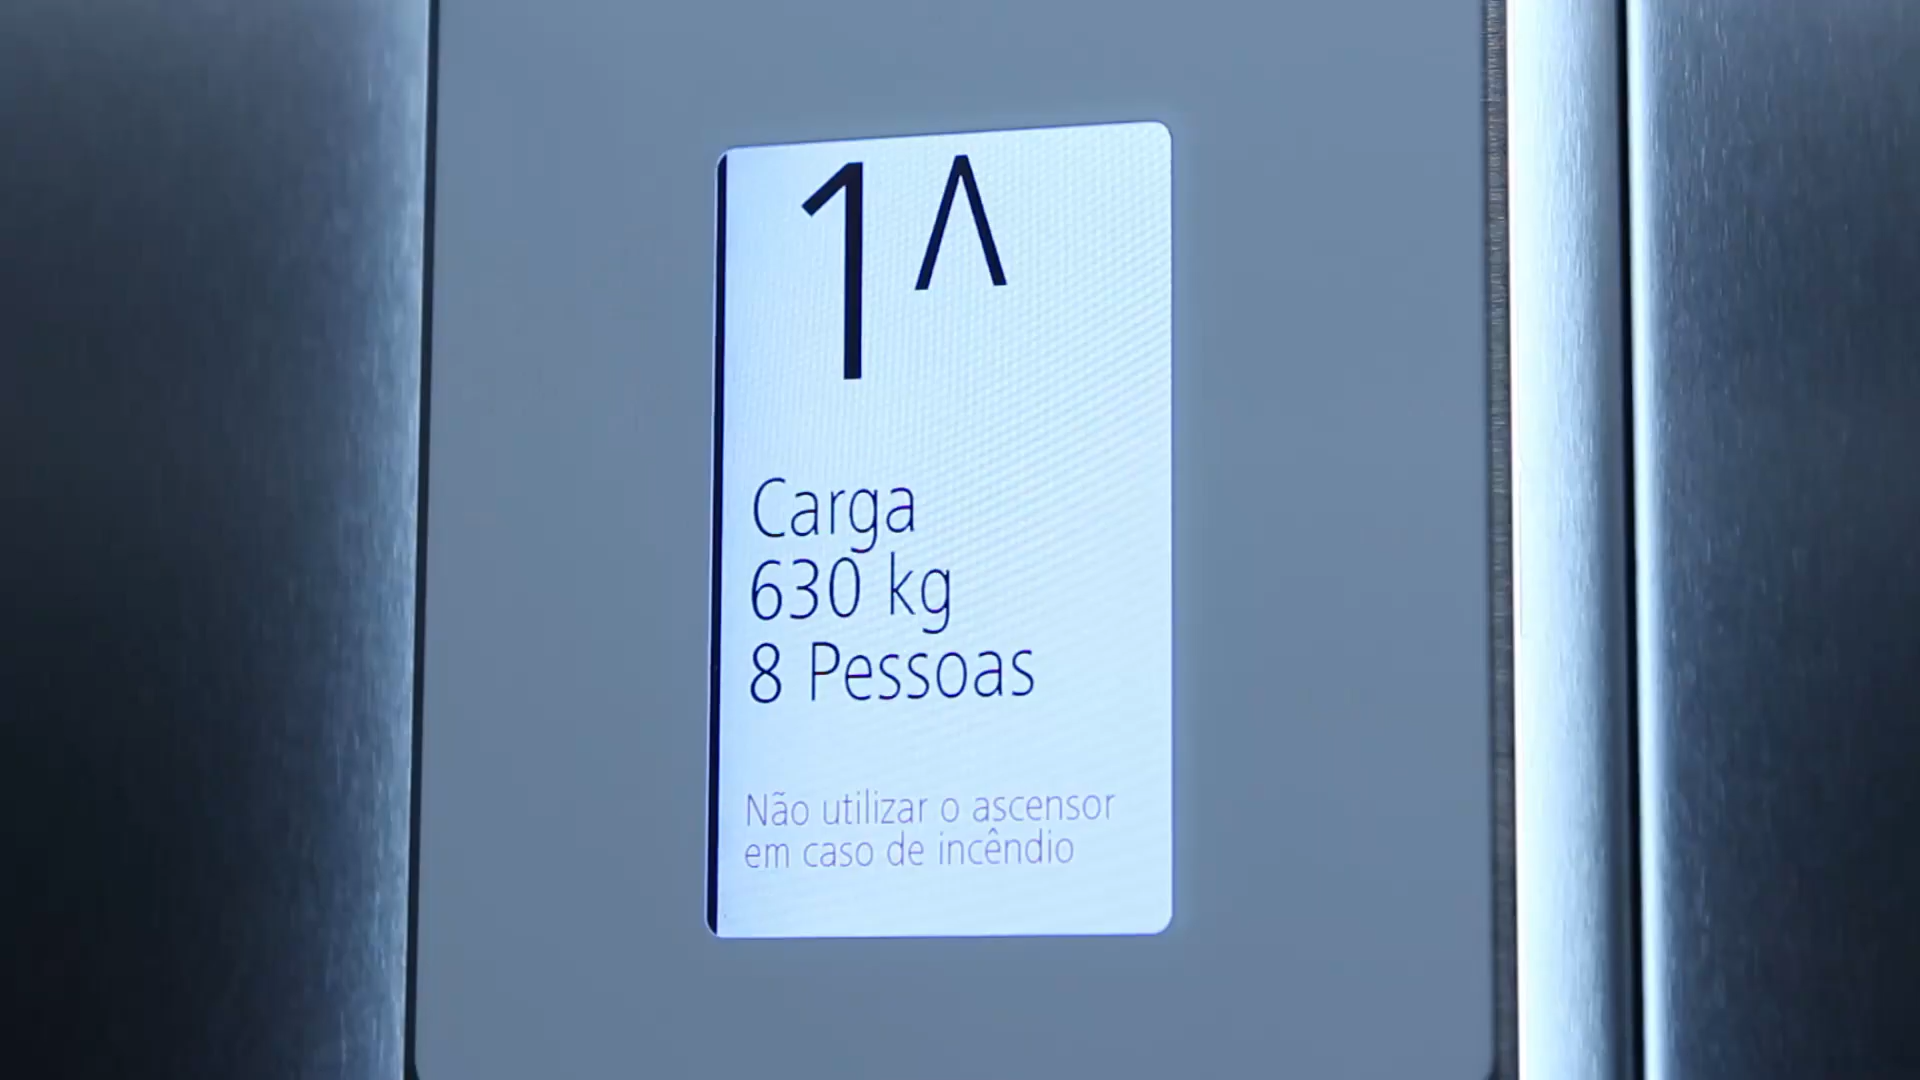 1
Carga
630 kg
8 Pessoas
Não utilizar o ascensor
em caso de incêndio